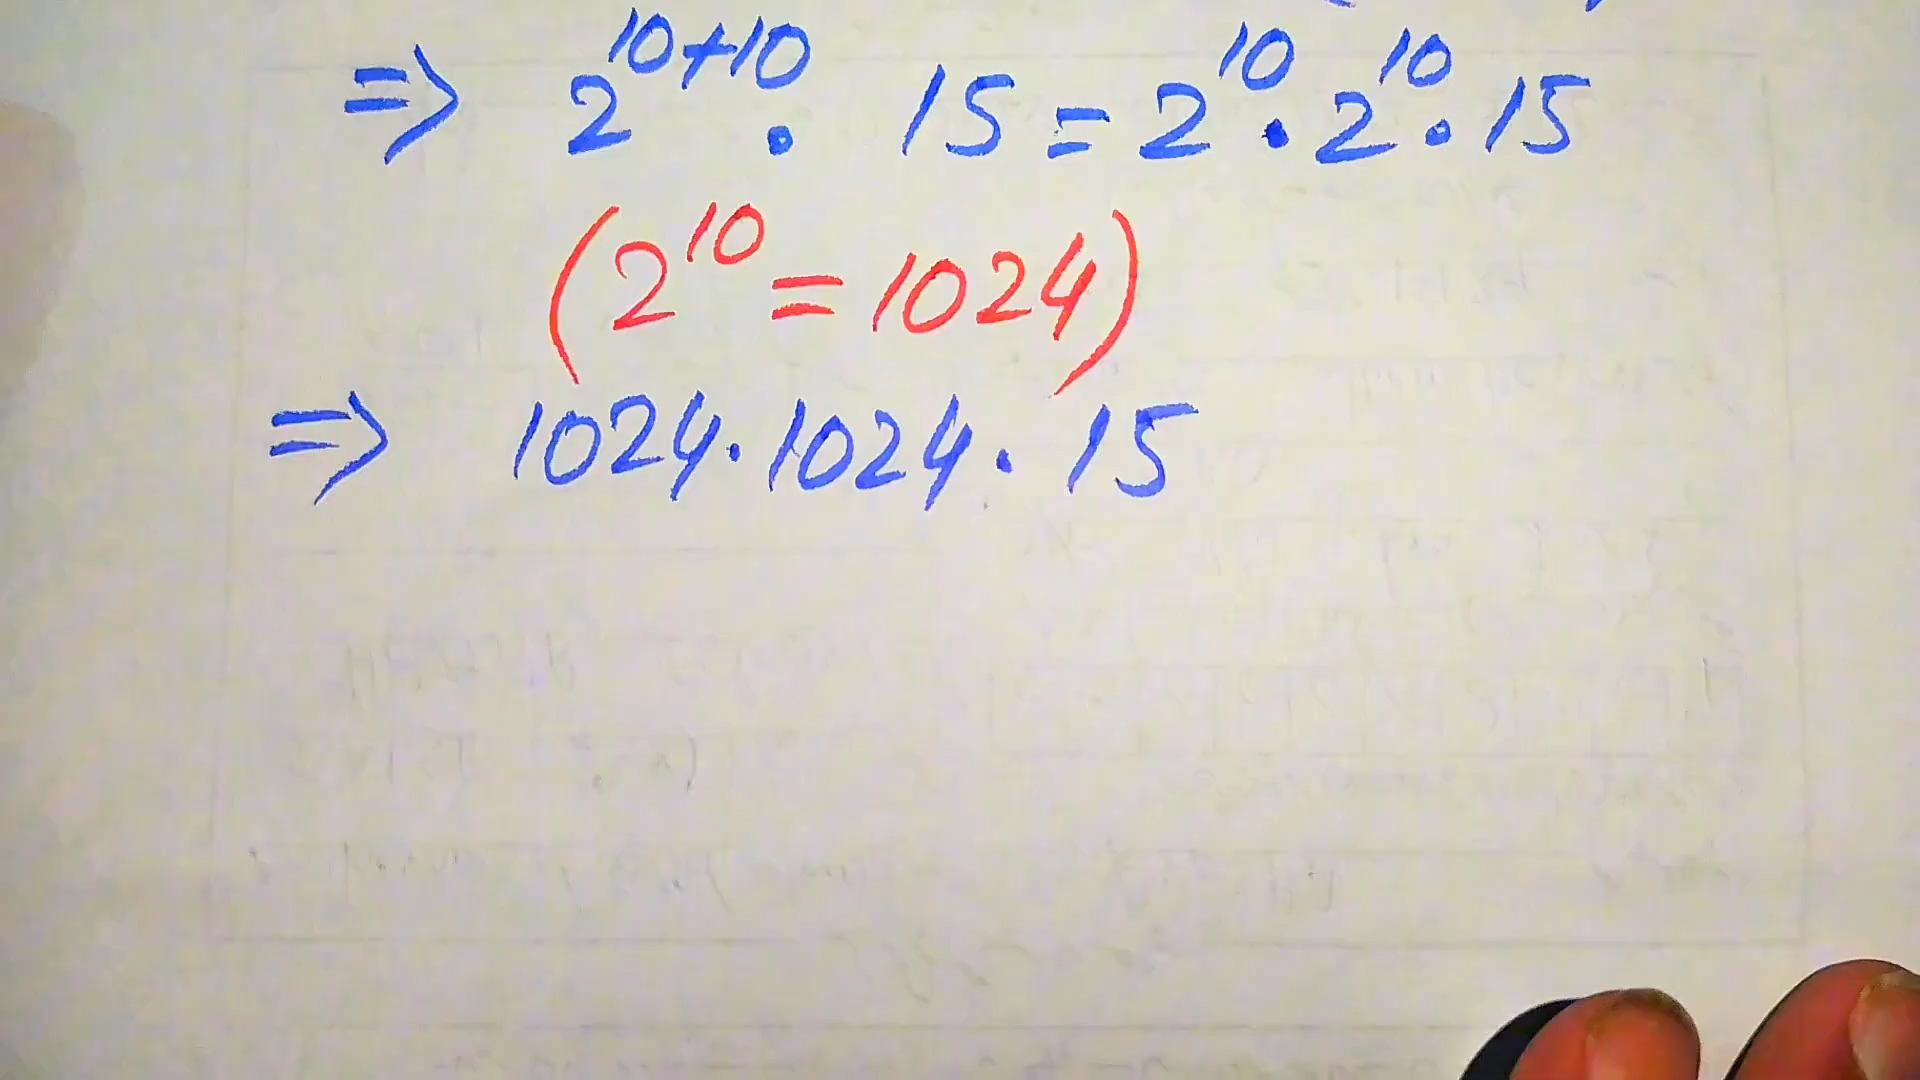 => 2^10+10 · 15 = 2^10 · 2^10 · 15
(2^10 = 1024)
=> 1024 · 1024 · 15